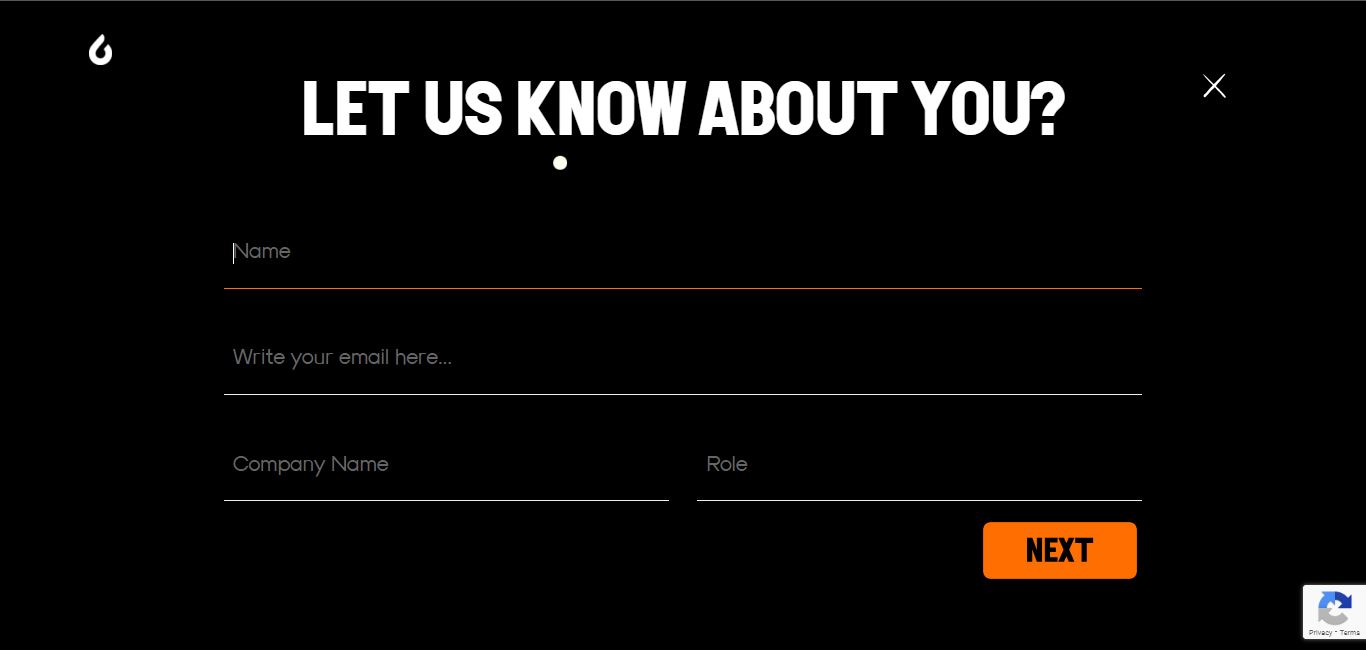 LET US KNOW ABOUT YOU?
Name
Write your email here...
Company Name
Role
NEXT
Privacy - Terms